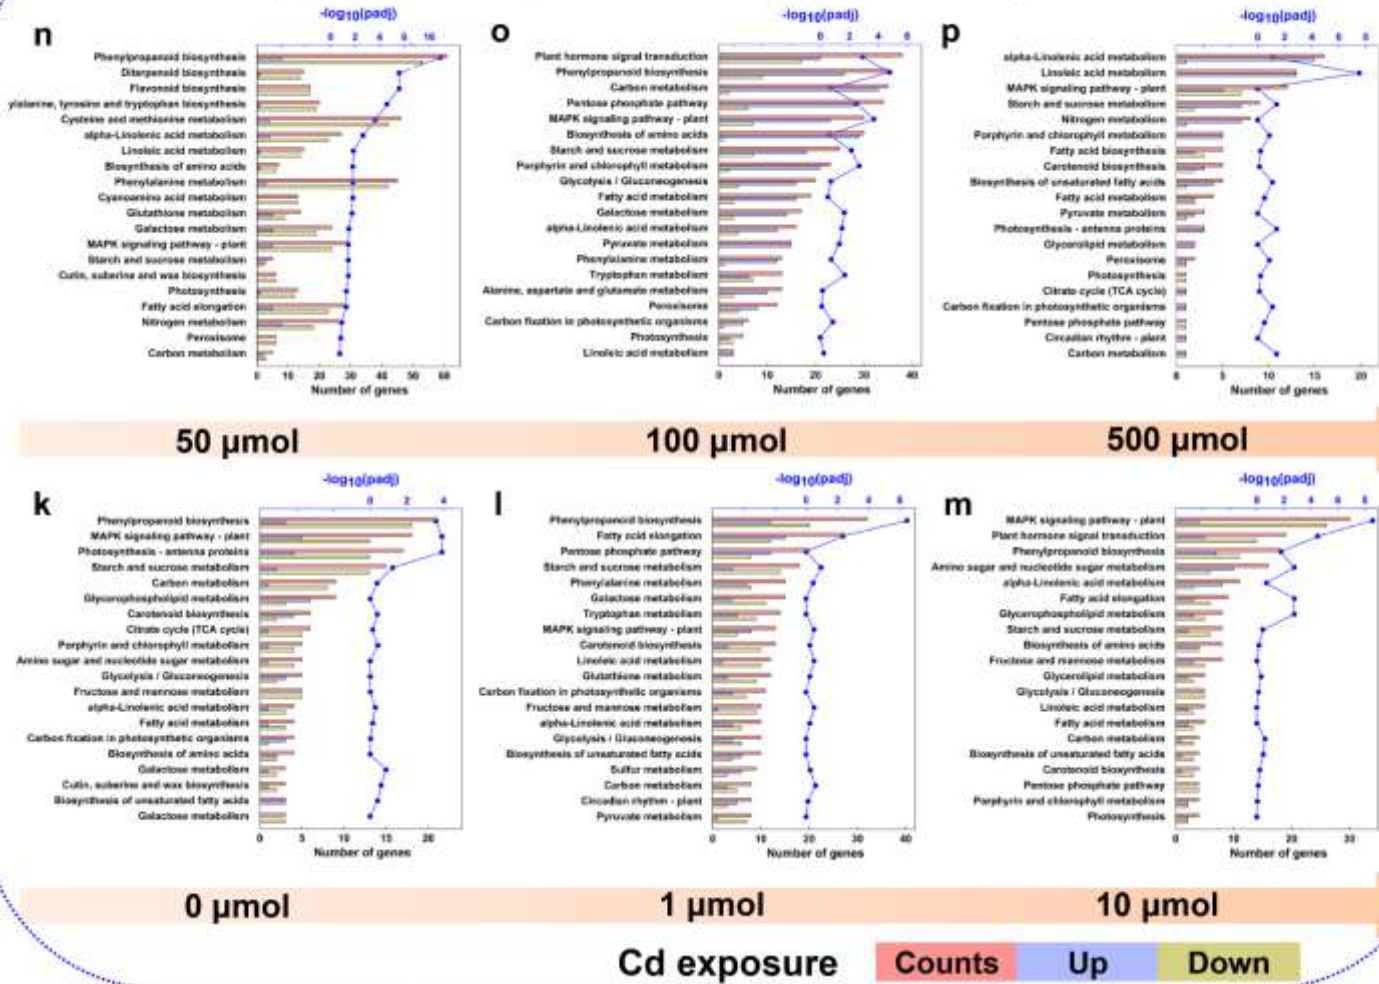 n
-log10(padj)
0 4 8 16
Phenylpropanoid biosynthesis
Diterpenoid biosynthesis
Flavonoid biosynthesis
ylalanine, tyrosine and tryptophan biosynthesis
Cysteine and methionine metabolism
alpha-Linolenic acid metabolism
Linoleic acid metabolism
Biosynthesis of amino acids
Phenylalanine metabolism
Cyanoamino acid metabolism
Glutathione metabolism
Galactose metabolism
MAPK signaling pathway - plant
Starch and sucrose metabolism
Cutin, suberine and wax biosynthesis
Photosynthesis
Fatty acid elongation
Nitrogen metabolism
Peroxisome
Carbon metabolism
0 10 20 30 40 50 60
Number of genes
o
-log10(padj)
0 2 4 6
Plant hormone signal transduction
Phenylpropanoid biosynthesis
Carbon metabolism
Pentose phosphate pathway
MAPK signaling pathway - plant
Biosynthesis of amino acids
Starch and sucrose metabolism
Porphyrin and chlorophyll metabolism
Glycolysis / Gluconeogenesis
Fatty acid metabolism
Galactose metabolism
alpha-Linolenic acid metabolism
Pyruvate metabolism
Phenylalanine metabolism
Tryptophan metabolism
Alanine, aspartate and glutamate metabolism
Peroxisome
Carbon fixation in photosynthetic organisms
Photosynthesis
Linoleic acid metabolism
0 10 20 30 40
Number of genes
p
-log10(padj)
0 2 4 6 8
alpha-Linolenic acid metabolism
Linoleic acid metabolism
MAPK signaling pathway - plant
Starch and sucrose metabolism
Nitrogen metabolism
Porphyrin and chlorophyll metabolism
Fatty acid biosynthesis
Carotenoid biosynthesis
Biosynthesis of unsaturated fatty acids
Fatty acid metabolism
Pyruvate metabolism
Photosynthesis - antenna proteins
Glycerolipid metabolism
Peroxisome
Photosynthesis
Citrate cycle (TCA cycle)
Carbon fixation in photosynthetic organisms
Pentose phosphate pathway
Circadian rhythm - plant
Carbon metabolism
0 5 10 15 20
Number of genes
50 µmol 100 µmol 500 µmol
k
-log10(padj)
0 2 4
Phenylpropanoid biosynthesis
MAPK signaling pathway - plant
Photosynthesis - antenna proteins
Starch and sucrose metabolism
Carbon metabolism
Glycerophospholipid metabolism
Carotenoid biosynthesis
Citrate cycle (TCA cycle)
Porphyrin and chlorophyll metabolism
Amino sugar and nucleotide sugar metabolism
Glycolysis / Gluconeogenesis
Fructose and mannose metabolism
alpha-Linolenic acid metabolism
Fatty acid metabolism
Carbon fixation in photosynthetic organisms
Biosynthesis of amino acids
Galactose metabolism
Cutin, suberine and wax biosynthesis
Biosynthesis of unsaturated fatty acids
Galactose metabolism
0 5 10 15 20
Number of genes
l
-log10(padj)
0 2 4 6
Phenylpropanoid biosynthesis
Fatty acid elongation
Pentose phosphate pathway
Starch and sucrose metabolism
Phenylalanine metabolism
Galactose metabolism
Tryptophan metabolism
MAPK signaling pathway - plant
Carotenoid biosynthesis
Linoleic acid metabolism
Glutathione metabolism
Carbon fixation in photosynthetic organisms
Fructose and mannose metabolism
alpha-Linolenic acid metabolism
Glycolysis / Gluconeogenesis
Biosynthesis of unsaturated fatty acids
Sulfur metabolism
Carbon metabolism
Circadian rhythm - plant
Pyruvate metabolism
0 10 20 30 40
Number of genes
m
-log10(padj)
0 2 4 6 8
MAPK signaling pathway - plant
Plant hormone signal transduction
Phenylpropanoid biosynthesis
Amino sugar and nucleotide sugar metabolism
alpha-Linolenic acid metabolism
Fatty acid elongation
Glycerophospholipid metabolism
Starch and sucrose metabolism
Biosynthesis of amino acids
Fructose and mannose metabolism
Glycerolipid metabolism
Glycolysis / Gluconeogenesis
Linoleic acid metabolism
Fatty acid metabolism
Carbon metabolism
Biosynthesis of unsaturated fatty acids
Carotenoid biosynthesis
Pentose phosphate pathway
Porphyrin and chlorophyll metabolism
Photosynthesis
0 10 20 30
Number of genes
0 µmol 1 µmol 10 µmol
Cd exposure Counts Up Down